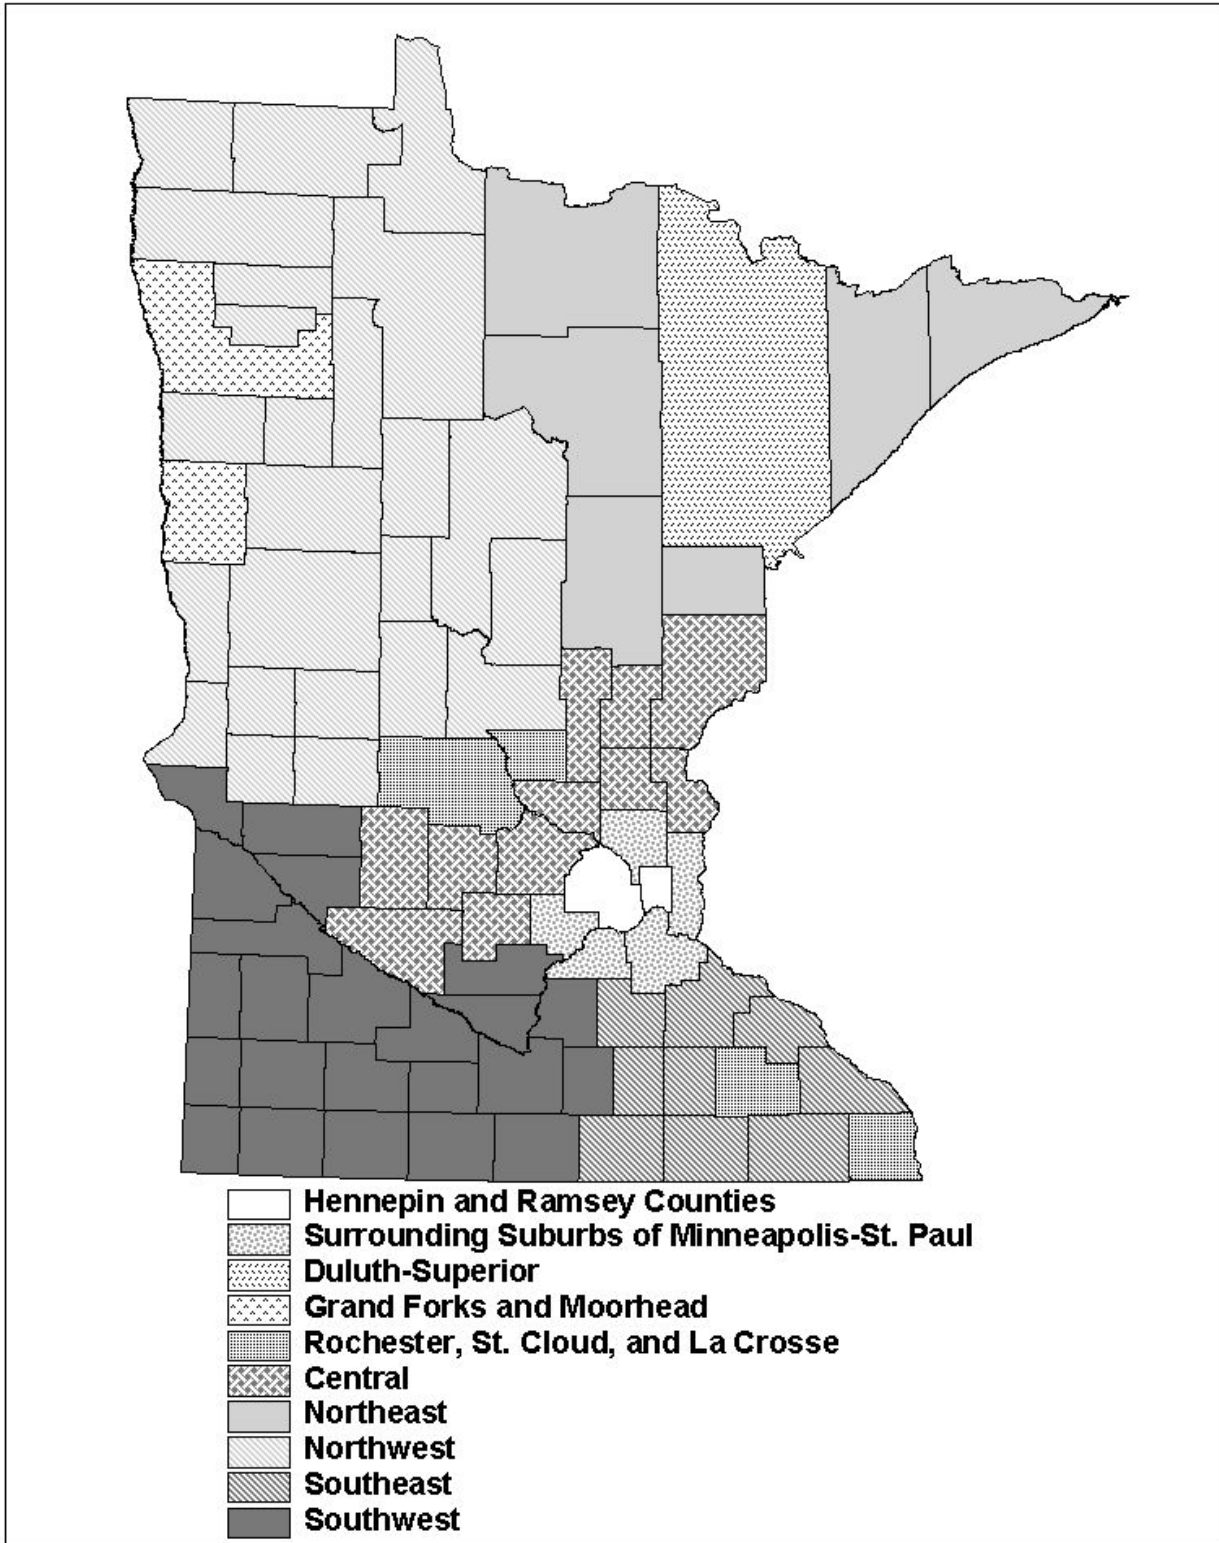 Hennepin and Ramsey Counties
Surrounding Suburbs of Minneapolis-St. Paul
Duluth-Superior
Grand Forks and Moorhead
Rochester, St. Cloud, and La Crosse
Central
Northeast
Northwest
Southeast
Southwest